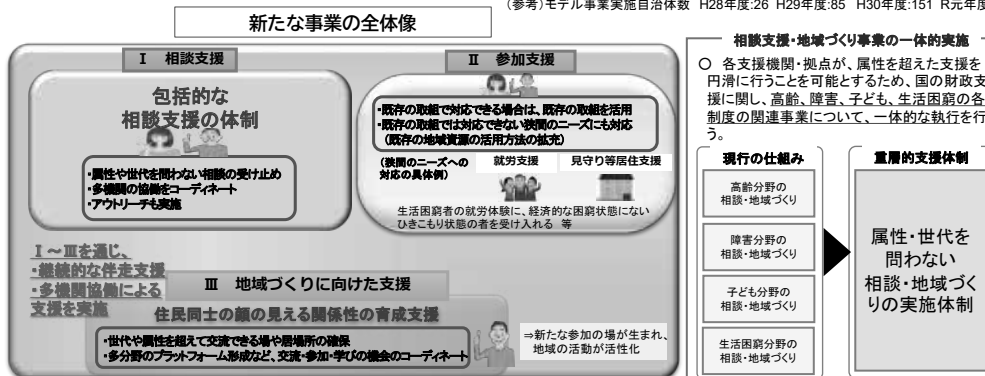 （参考）モデル事業実施自治体数 H28年度:26 H29年度:85 H30年度:151 R元年度
新たな事業の全体像
Ⅰ 相談支援
包括的な
相談支援の体制
・属性や世代を問わない相談の受け止め
・多機関の協働をコーディネート
・アウトリーチも実施
Ⅱ 参加支援
・既存の取組で対応できる場合は、既存の取組を活用
・既存の取組では対応できない狭間のニーズにも対応
（既存の地域資源の活用方法の拡充）
（狭間のニーズへの
対応の具体例）
就労支援
見守り等居住支援
生活困窮者の就労体験に、経済的な困窮状態にない
ひきこもり状態の者を受け入れる 等
Ⅰ～Ⅲを通じ、
・継続的な伴走支援
・多機関協働による
支援を実施
Ⅲ 地域づくりに向けた支援
住民同士の顔の見える関係性の育成支援
・世代や属性を超えて交流できる場や居場所の確保
・多分野のプラットフォーム形成など、交流・参加・学びの機会のコーディネート
⇒新たな参加の場が生まれ、
地域の活動が活性化
相談支援・地域づくり事業の一体的実施
○ 各支援機関・拠点が、属性を超えた支援を
円滑に行うことを可能とするため、国の財政支
援に関し、高齢、障害、子ども、生活困窮の各
制度の関連事業について、一体的な執行を行
う。
現行の仕組み
高齢分野の
相談・地域づくり
障害分野の
相談・地域づくり
子ども分野の
相談・地域づくり
生活困窮分野の
相談・地域づくり
重層的支援体制
属性・世代を
問わない
相談・地域づく
りの実施体制